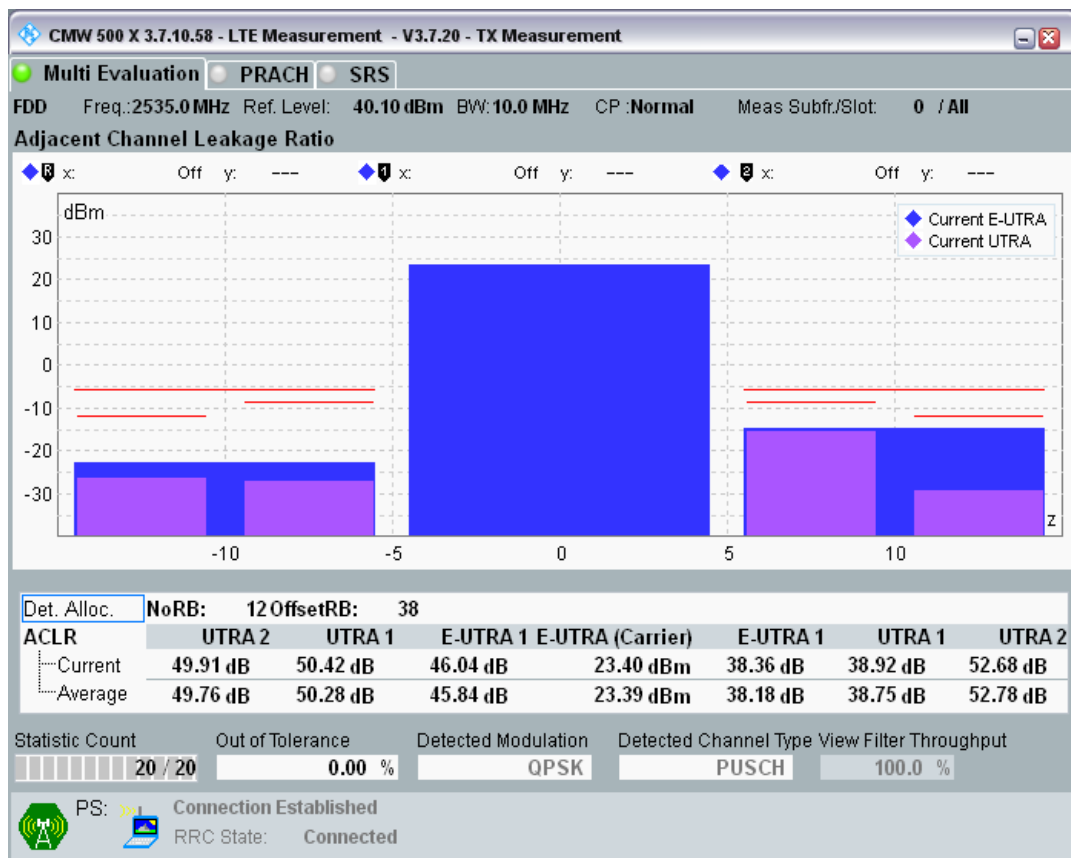 CMW 500 X 3.7.10.58 - LTE Measurement - V3.7.20 - TX Measurement
Multi Evaluation PRACH SRS
FDD Freg.:2535.0 MHz Ref. Level: 40.10 dBm BW: 10.0 MHz CP :Normal Meas Subfr./Slot: 0 / All
Adjacent Channel Leakage Ratio
R x: Off y: --- 1 x: Off y: --- 2 x: Off y: ---
dBm
Current E-UTRA
Current UTRA
30
20
10
0
-10
-20
-30
z
-10 -5 0 5 10
Det. Alloc. NoRB: 12 OffsetRB: 38
ACLR UTRA 2 UTRA 1 E-UTRA 1 E-UTRA (Carrier) E-UTRA 1 UTRA 1 UTRA 2
Current 49.91 dB 50.42 dB 46.04 dB 23.40 dBm 38.36 dB 38.92 dB 52.68 dB
Average 49.76 dB 50.28 dB 45.84 dB 23.39 dBm 38.18 dB 38.75 dB 52.78 dB
Statistic Count Out of Tolerance Detected Modulation Detected Channel Type View Filter Throughput
20 / 20 0.00 % QPSK PUSCH 100.0 %
PS: Connection Established
RRC State: Connected